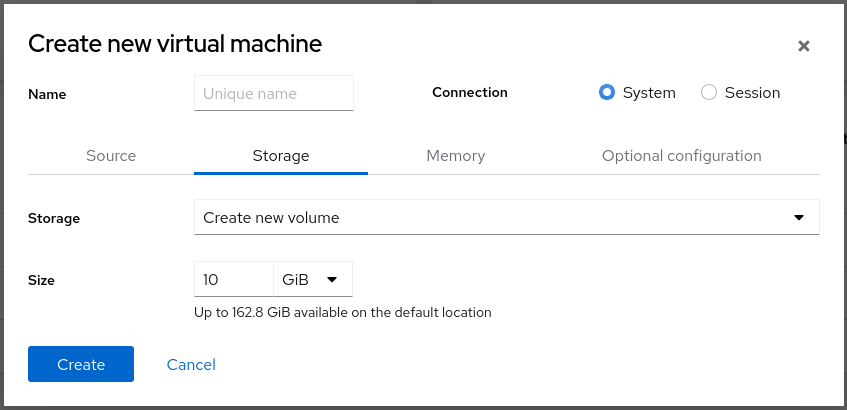 Create new virtual machine
Name Unique name Connection System Session
Source Storage Memory Optional configuration
Storage Create new volume
Size 10 GiB
Up to 162.8 GiB available on the default location
Create Cancel